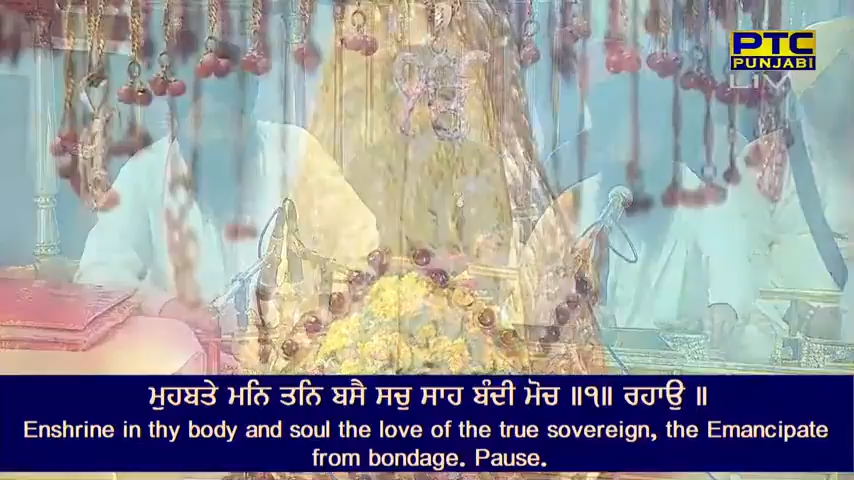 PTC
PUNJABI
LIVE
ੴ
ਮੁਹਬਤੇ ਮਨਿ ਤਨਿ ਬਸੈ ਸਚੁ ਸਾਹ ਬੰਦੀ ਮੋਚ ॥੧॥ ਰਹਾਉ ॥
Enshrine in thy body and soul the love of the true sovereign, the Emancipate
from bondage. Pause.